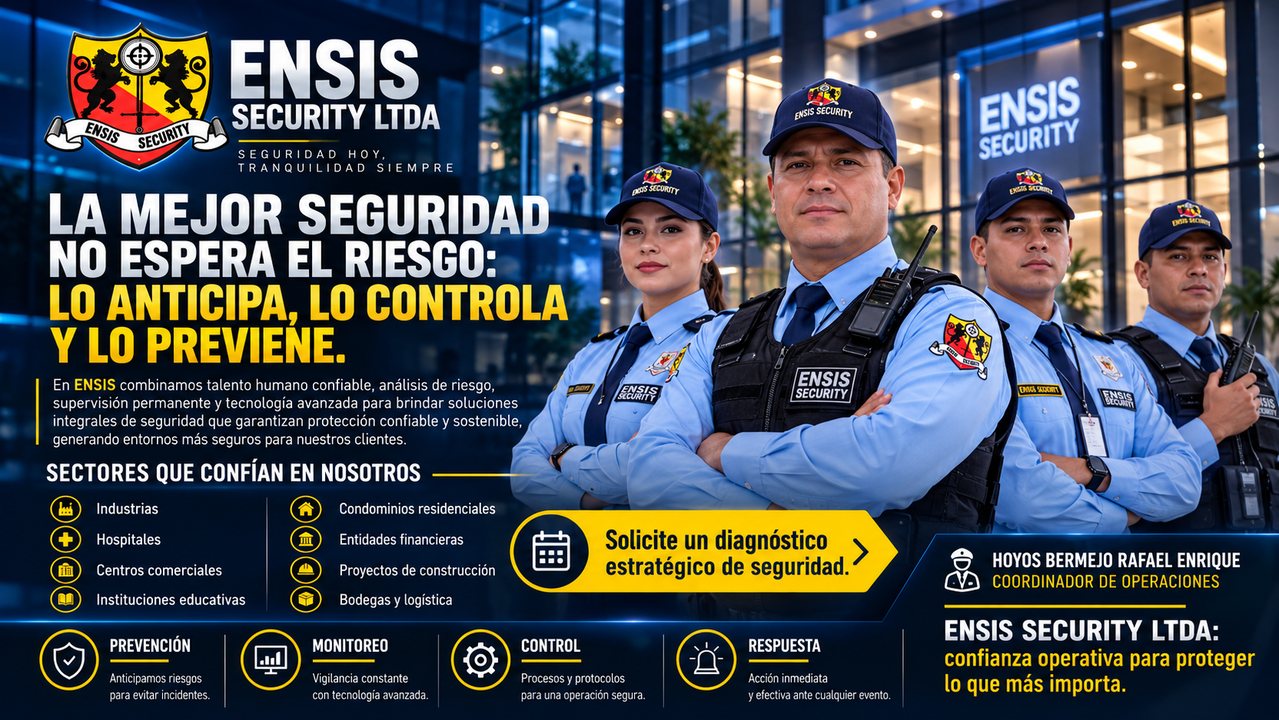 ENSIS
SECURITY LTDA
SEGURIDAD HOY,
TRANQUILIDAD SIEMPRE
ENSIS SECURITY
LA MEJOR SEGURIDAD
NO ESPERA EL RIESGO:
LO ANTICIPA, LO CONTROLA
Y LO PREVIENE.
En ENSIS combinamos talento humano confiable, análisis de riesgo,
supervisión permanente y tecnología avanzada para brindar soluciones
integrales de seguridad que garantizan protección confiable y sostenible,
generando entornos más seguros para nuestros clientes.
SECTORES QUE CONFÍAN EN NOSOTROS
Industrias
Hospitales
Centros comerciales
Instituciones educativas
Condominios residenciales
Entidades financieras
Proyectos de construcción
Bodegas y logística
ENSIS
SECURITY
ENSIS SECURITY
ENSIS SECURITY
ENSIS SECURITY
ENSIS SECURITY
ENSIS
SECURITY
ENSIS
SECURITY
ENSIS
SECURITY
Solicite un diagnóstico
estratégico de seguridad.
HOYOS BERMEJO RAFAEL ENRIQUE
COORDINADOR DE OPERACIONES
ENSIS SECURITY LTDA:
confianza operativa para proteger
lo que más importa.
PREVENCIÓN
Anticipamos riesgos
para evitar incidentes.
MONITOREO
Vigilancia constante
con tecnología avanzada.
CONTROL
Procesos y protocolos
para una operación segura.
RESPUESTA
Acción inmediata
y efectiva ante cualquier evento.